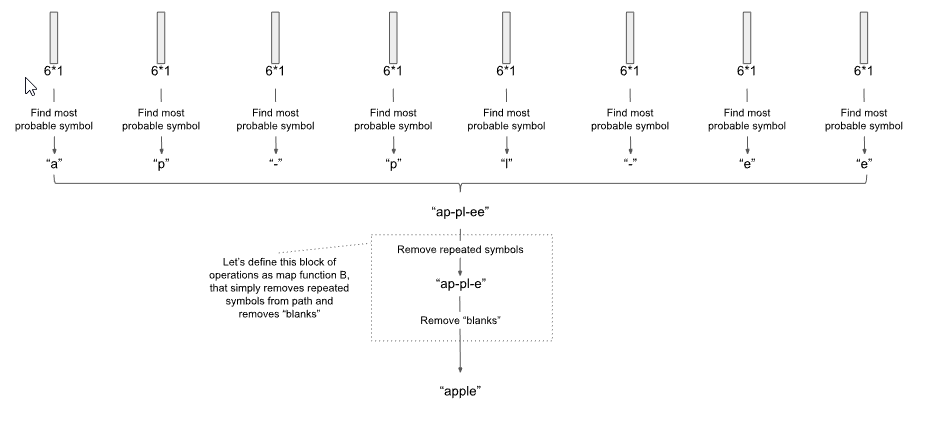 6*1 6*1 6*1 6*1 6*1 6*1 6*1 6*1
Find most Find most Find most Find most Find most Find most Find most Find most
probable symbol probable symbol probable symbol probable symbol probable symbol probable symbol probable symbol probable symbol
“a” “p” “-” “p” “l” “-” “e” “e”
“ap-pl-ee”
Remove repeated symbols
Let’s define this block of
operations as map function B,
that simply removes repeated
symbols from path and
removes “blanks”
“ap-pl-e”
Remove “blanks”
“apple”